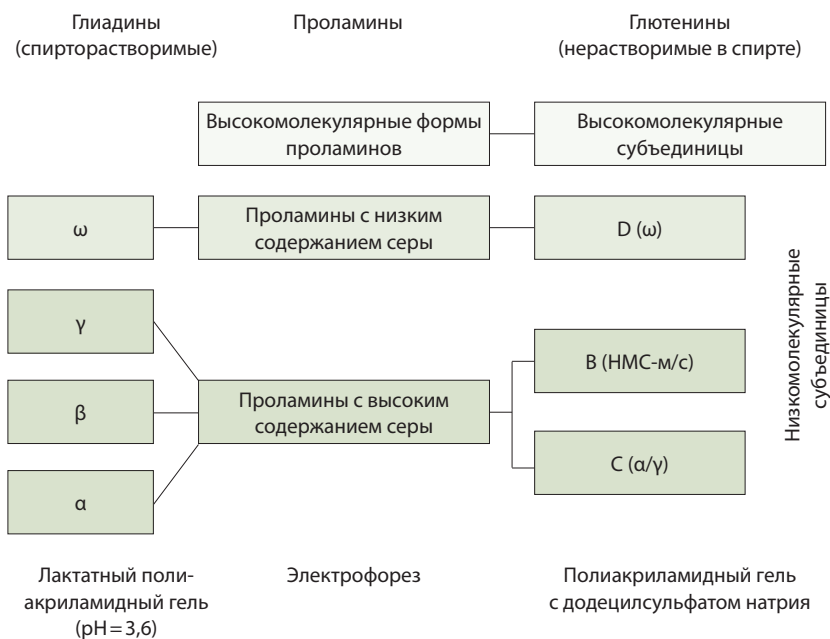 Глиадины
(спирторастворимые)
Проламины
Глютенины
(нерастворимые в спирте)
Высокомолекулярные формы
проламинов
Высокомолекулярные
субъединицы
ω
Проламины с низким
содержанием серы
D (ω)
γ
β
α
Проламины с высоким
содержанием серы
B (НМС-м/с)
C (α/γ)
Низкомолекулярные
субъединицы
Лактатный поли-
акриламидный гель
(pH = 3,6)
Электрофорез
Полиакриламидный гель
с додецилсульфатом натрия